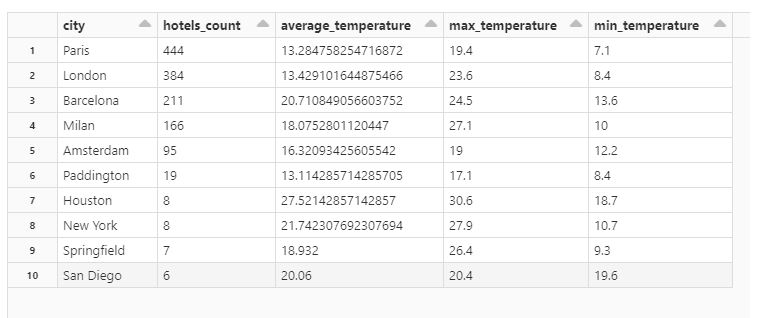 city hotels_count average_temperature max_temperature min_temperature
1 Paris 444 13.284758254716872 19.4 7.1
2 London 384 13.429101644875466 23.6 8.4
3 Barcelona 211 20.710849056603752 24.5 13.6
4 Milan 166 18.0752801120447 27.1 10
5 Amsterdam 95 16.32093425605542 19 12.2
6 Paddington 19 13.114285714285705 17.1 8.4
7 Houston 8 27.52142857142857 30.6 18.7
8 New York 8 21.742307692307694 27.9 10.7
9 Springfield 7 18.932 26.4 9.3
10 San Diego 6 20.06 20.4 19.6